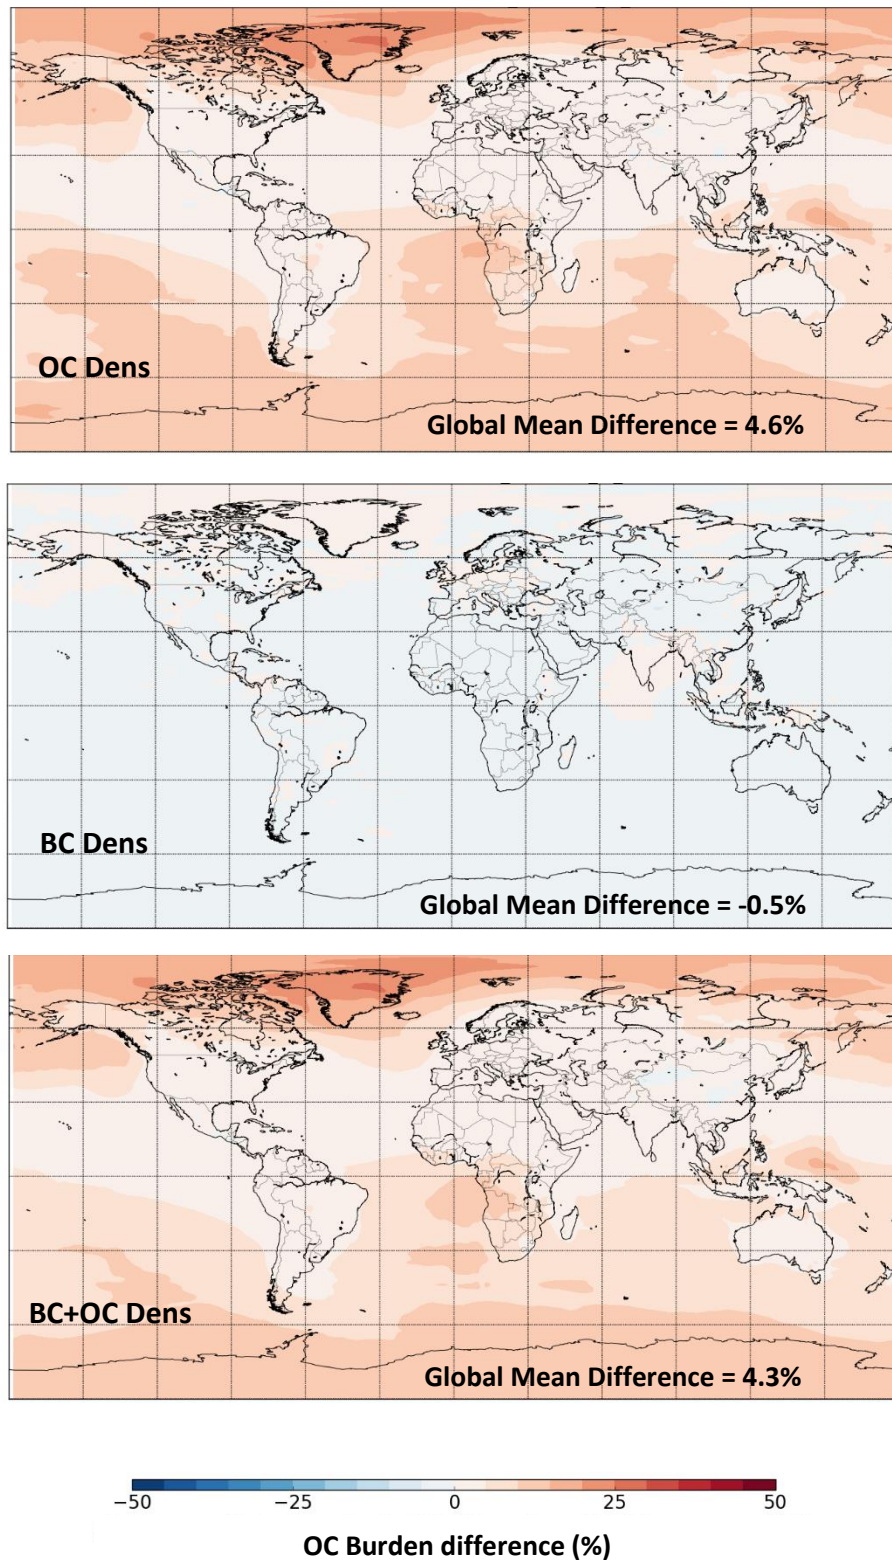 OC Dens
Global Mean Difference = 4.6%
BC Dens
Global Mean Difference = -0.5%
BC+OC Dens
Global Mean Difference = 4.3%
−50 −25 0 25 50
OC Burden difference (%)